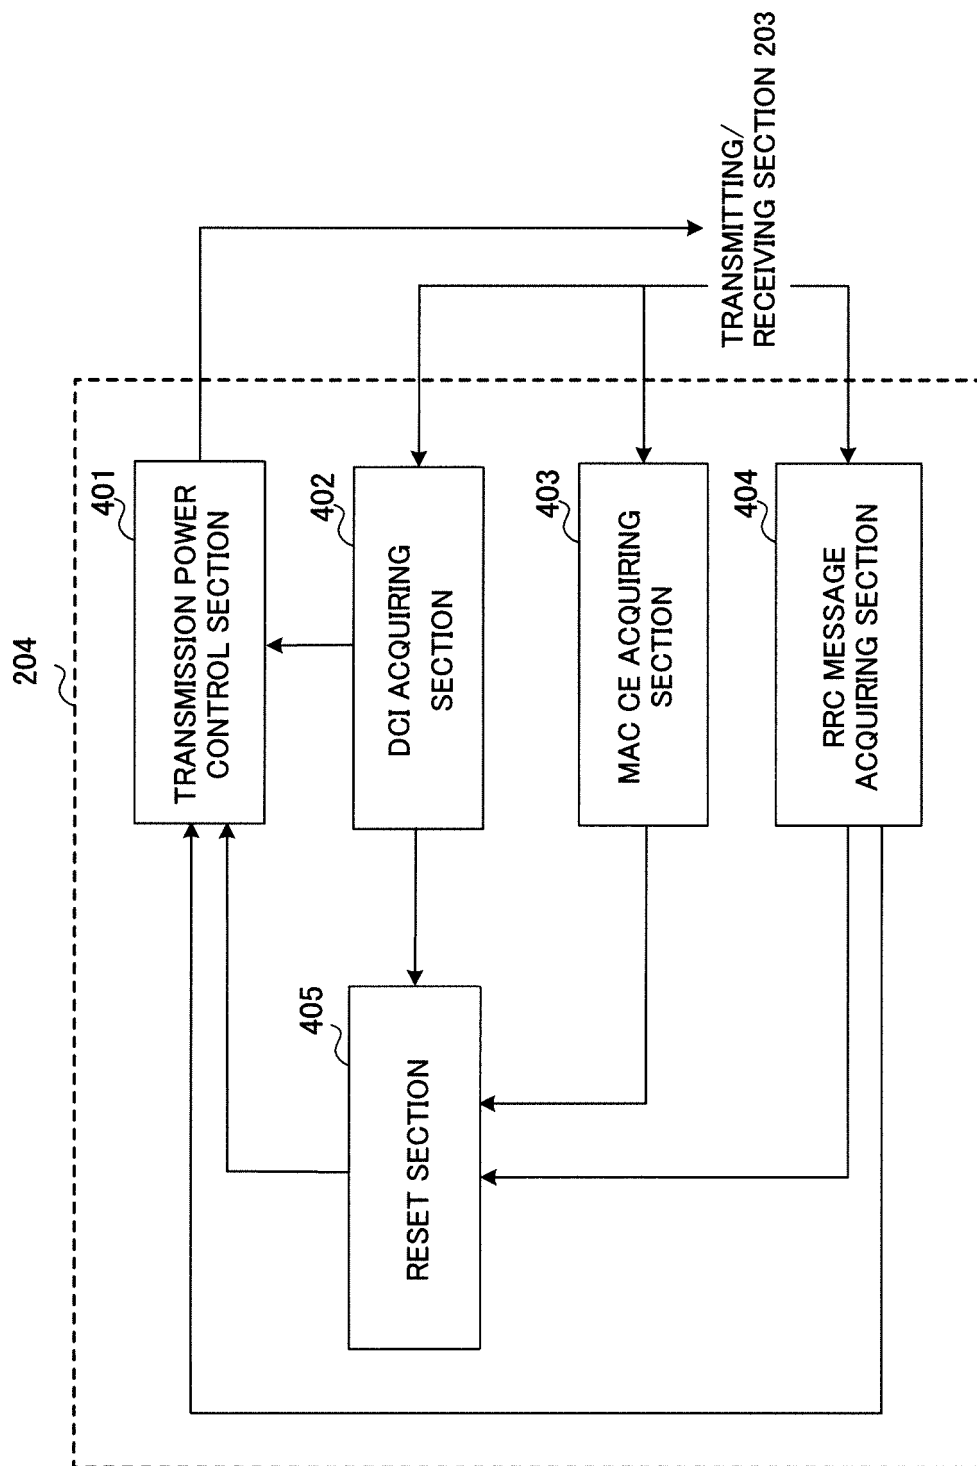 204
401
TRANSMISSION POWER
CONTROL SECTION
402
DCI ACQUIRING
SECTION
403
MAC CE ACQUIRING
SECTION
404
RRC MESSAGE
ACQUIRING SECTION
405
RESET SECTION
TRANSMITTING/
RECEIVING SECTION 203